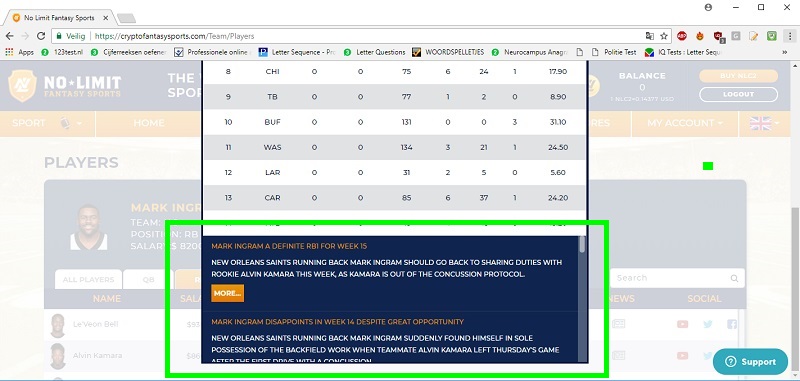 No Limit Fantasy Sports
Veilig https://cryptofantasysports.com/Team/Players
Apps 123test.nl Cijferreeksen oefenen Professionele online Letter Sequence - Pro Letter Questions WOORDSPELLETJES Neurocampus Anagr Politie Test IQ Tests : Letter Sequ
NO LIMIT
FANTASY SPORTS
THE
SPOR
BALANCE
0
BUY NLC2
LOGOUT
SPORT HOME RES MY ACCOUNT
PLAYERS
8 CHI 0 0 75 6 24 1 17.90
9 TB 0 0 77 1 2 0 8.90
10 BUF 0 0 131 0 0 3 31.10
11 WAS 0 0 134 3 21 1 24.50
12 LAR 0 0 31 2 5 0 5.60
13 CAR 0 0 85 6 37 1 24.20
MARK INGRAM
TEAM:
POSITION: RB
SALARY: $8200
ALL PLAYERS QB
Search
NAME SALA NEWS SOCIAL
Le'Veon Bell
Alvin Kamara
MARK INGRAM A DEFINITE RB1 FOR WEEK 15
NEW ORLEANS SAINTS RUNNING BACK MARK INGRAM SHOULD GO BACK TO SHARING DUTIES WITH
ROOKIE ALVIN KAMARA THIS WEEK, AS KAMARA IS OUT OF THE CONCUSSION PROTOCOL.
MORE...
MARK INGRAM DISAPPOINTS IN WEEK 14 DESPITE GREAT OPPORTUNITY
NEW ORLEANS SAINTS RUNNING BACK MARK INGRAM SUDDENLY FOUND HIMSELF IN SOLE
POSSESSION OF THE BACKFIELD WORK WHEN TEAMMATE ALVIN KAMARA LEFT THURSDAY'S GAME
AFTER THE FIRST DRIVE WITH A CONCUSSION.
Support